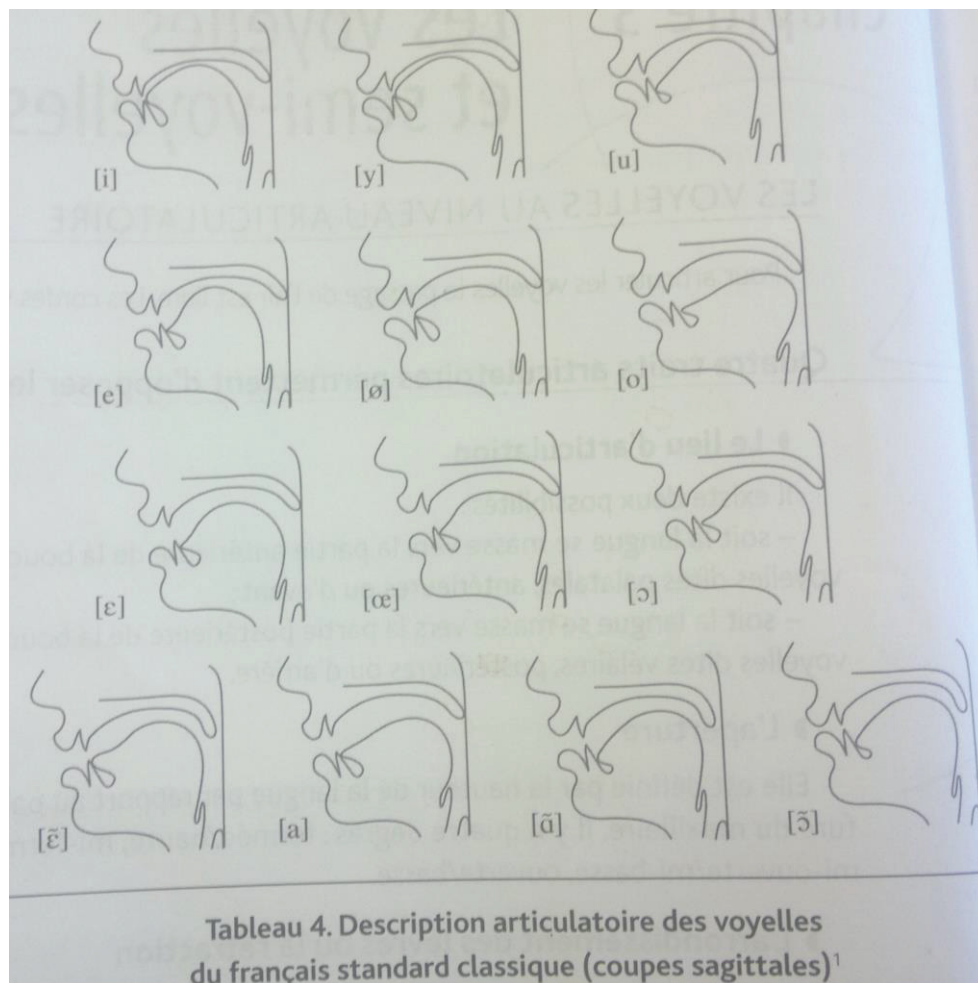 [i] [y] [u]
[e] [ø] [o]
[ɛ] [œ] [ɔ]
[ɛ̃] [a] [ɑ̃] [ɔ̃]
Tableau 4. Description articulatoire des voyelles
du français standard classique (coupes sagittales)¹